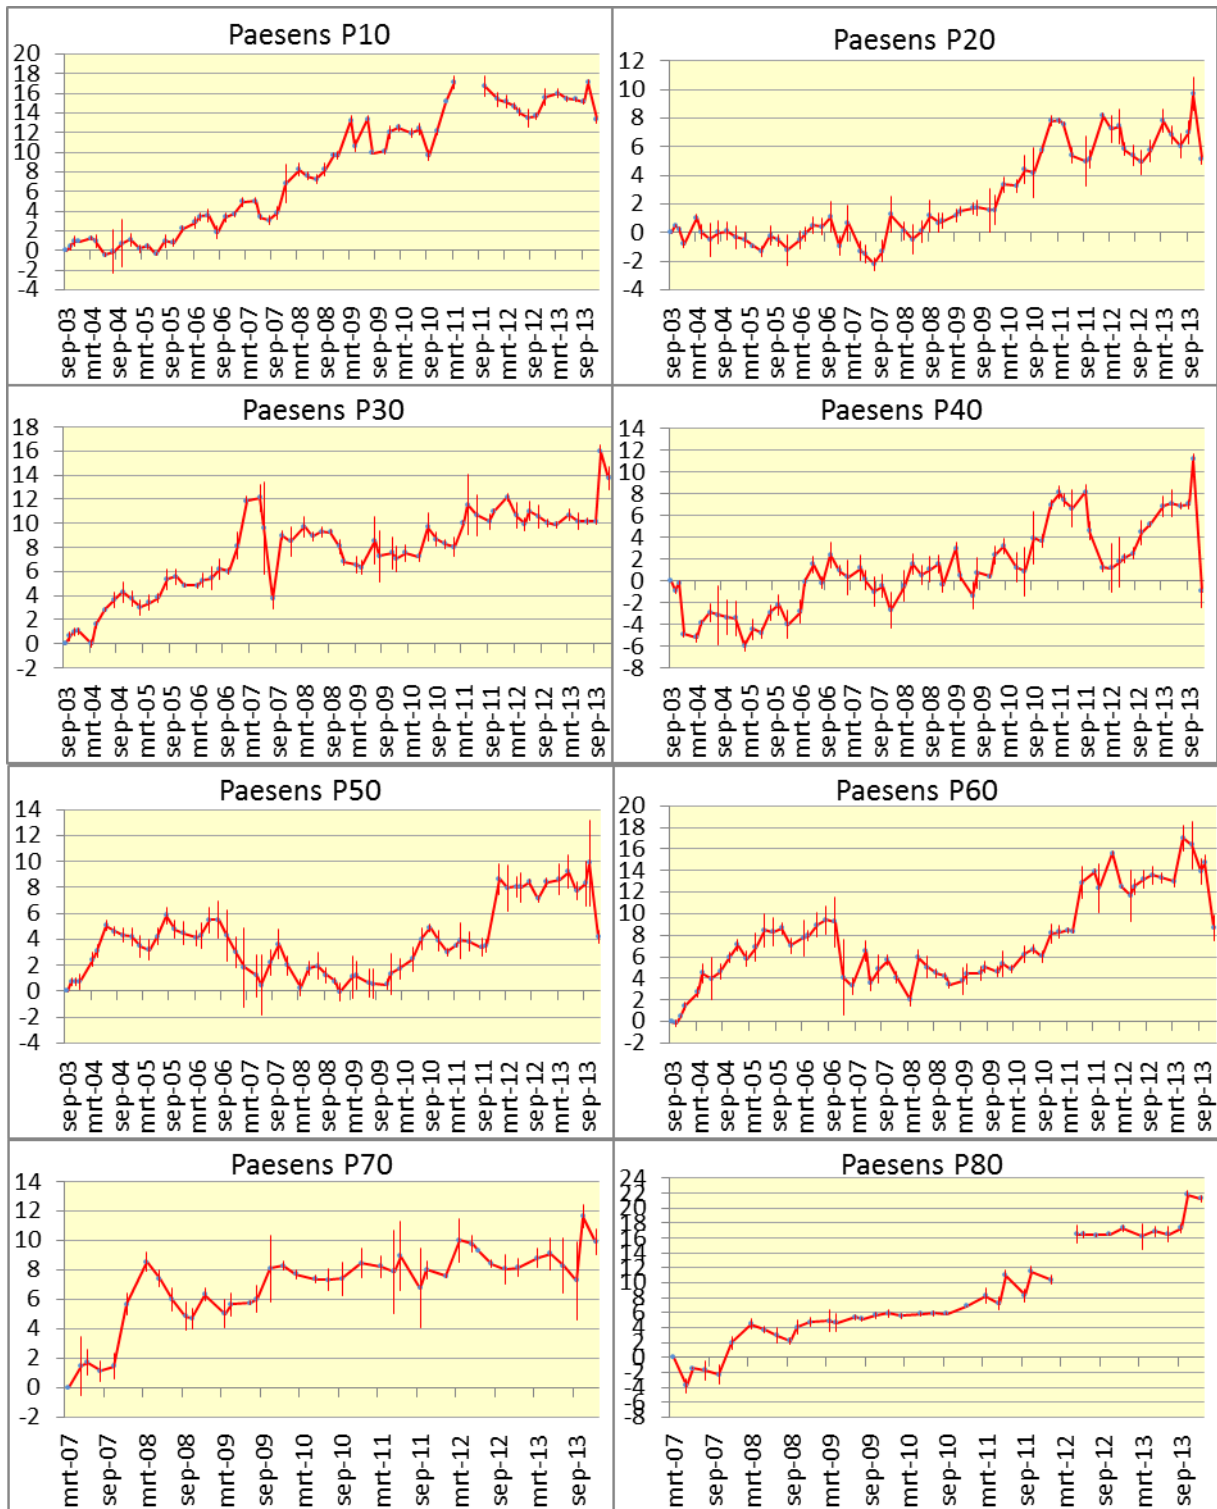 Paesens P10
20
18
16
14
12
10
8
6
4
2
0
-2
-4
sep-03
mrt-04
sep-04
mrt-05
sep-05
mrt-06
sep-06
mrt-07
sep-07
mrt-08
sep-08
mrt-09
sep-09
mrt-10
sep-10
mrt-11
sep-11
mrt-12
sep-12
mrt-13
sep-13
Paesens P20
12
10
8
6
4
2
0
-2
-4
sep-03
mrt-04
sep-04
mrt-05
sep-05
mrt-06
sep-06
mrt-07
sep-07
mrt-08
sep-08
mrt-09
sep-09
mrt-10
sep-10
mrt-11
sep-11
mrt-12
sep-12
mrt-13
sep-13
Paesens P30
18
16
14
12
10
8
6
4
2
0
-2
sep-03
mrt-04
sep-04
mrt-05
sep-05
mrt-06
sep-06
mrt-07
sep-07
mrt-08
sep-08
mrt-09
sep-09
mrt-10
sep-10
mrt-11
sep-11
mrt-12
sep-12
mrt-13
sep-13
Paesens P40
14
12
10
8
6
4
2
0
-2
-4
-6
-8
sep-03
mrt-04
sep-04
mrt-05
sep-05
mrt-06
sep-06
mrt-07
sep-07
mrt-08
sep-08
mrt-09
sep-09
mrt-10
sep-10
mrt-11
sep-11
mrt-12
sep-12
mrt-13
sep-13
Paesens P50
14
12
10
8
6
4
2
0
-2
-4
sep-03
mrt-04
sep-04
mrt-05
sep-05
mrt-06
sep-06
mrt-07
sep-07
mrt-08
sep-08
mrt-09
sep-09
mrt-10
sep-10
mrt-11
sep-11
mrt-12
sep-12
mrt-13
sep-13
Paesens P60
20
18
16
14
12
10
8
6
4
2
0
-2
sep-03
mrt-04
sep-04
mrt-05
sep-05
mrt-06
sep-06
mrt-07
sep-07
mrt-08
sep-08
mrt-09
sep-09
mrt-10
sep-10
mrt-11
sep-11
mrt-12
sep-12
mrt-13
sep-13
Paesens P70
14
12
10
8
6
4
2
0
-2
mrt-07
sep-07
mrt-08
sep-08
mrt-09
sep-09
mrt-10
sep-10
mrt-11
sep-11
mrt-12
sep-12
mrt-13
sep-13
Paesens P80
24
22
20
18
16
14
12
10
8
6
4
2
0
-2
-4
-6
-8
mrt-07
sep-07
mrt-08
sep-08
mrt-09
sep-09
mrt-10
sep-10
mrt-11
sep-11
mrt-12
sep-12
mrt-13
sep-13